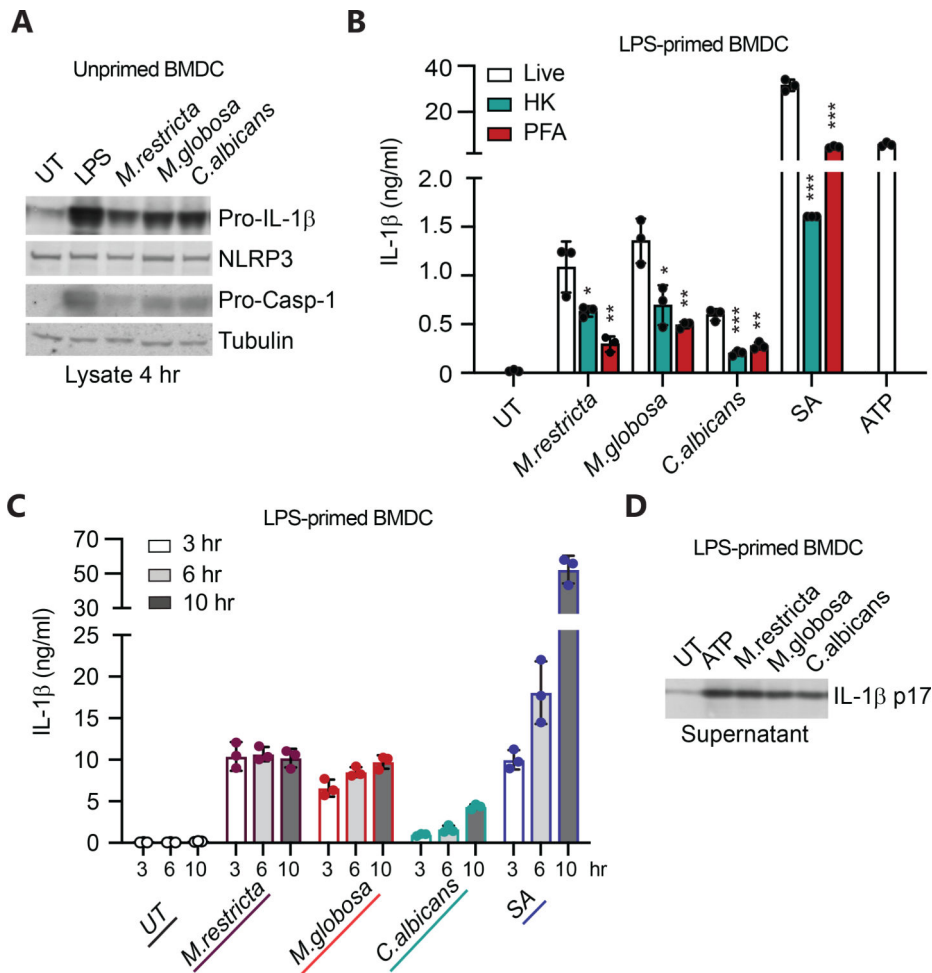 A
Unprimed BMDC
UT LPS M.restricta M.globosa C.albicans
Pro-IL-1β
NLRP3
Pro-Casp-1
Tubulin
Lysate 4 hr
B
LPS-primed BMDC
Live
HK
PFA
IL-1β (ng/ml)
40
20
2.0
1.5
1.0
0.5
0
* ** * ** *** ** *** ***
UT M.restricta M.globosa C.albicans SA ATP
C
LPS-primed BMDC
3 hr
6 hr
10 hr
IL-1β (ng/ml)
70
50
30
25
20
15
10
5
0
3 6 10 3 6 10 3 6 10 3 6 10 3 6 10 hr
UT M.restricta M.globosa C.albicans SA
D
LPS-primed BMDC
UT ATP M.restricta M.globosa C.albicans
IL-1β p17
Supernatant